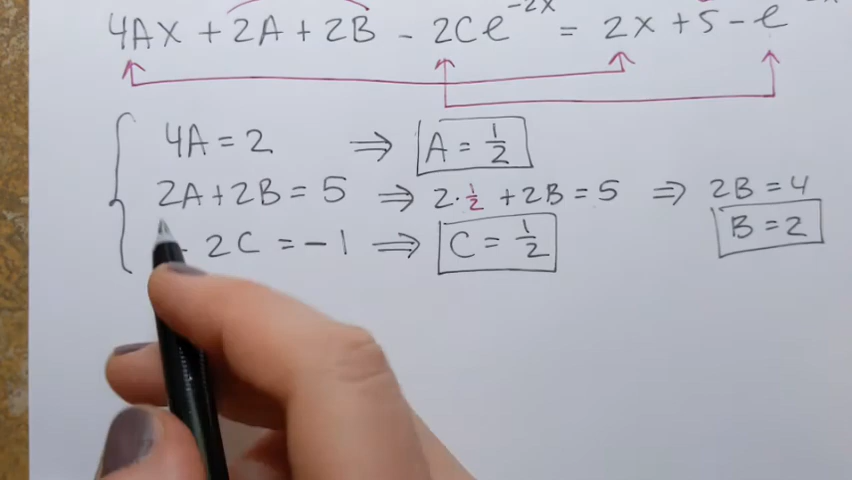 4Ax + 2A + 2B - 2Ce^-2x = 2x + 5 - e
4A = 2 ⇒ A = 1/2
2A + 2B = 5 ⇒ 2·1/2 + 2B = 5 ⇒ 2B = 4
- 2C = -1 ⇒ C = 1/2 B = 2